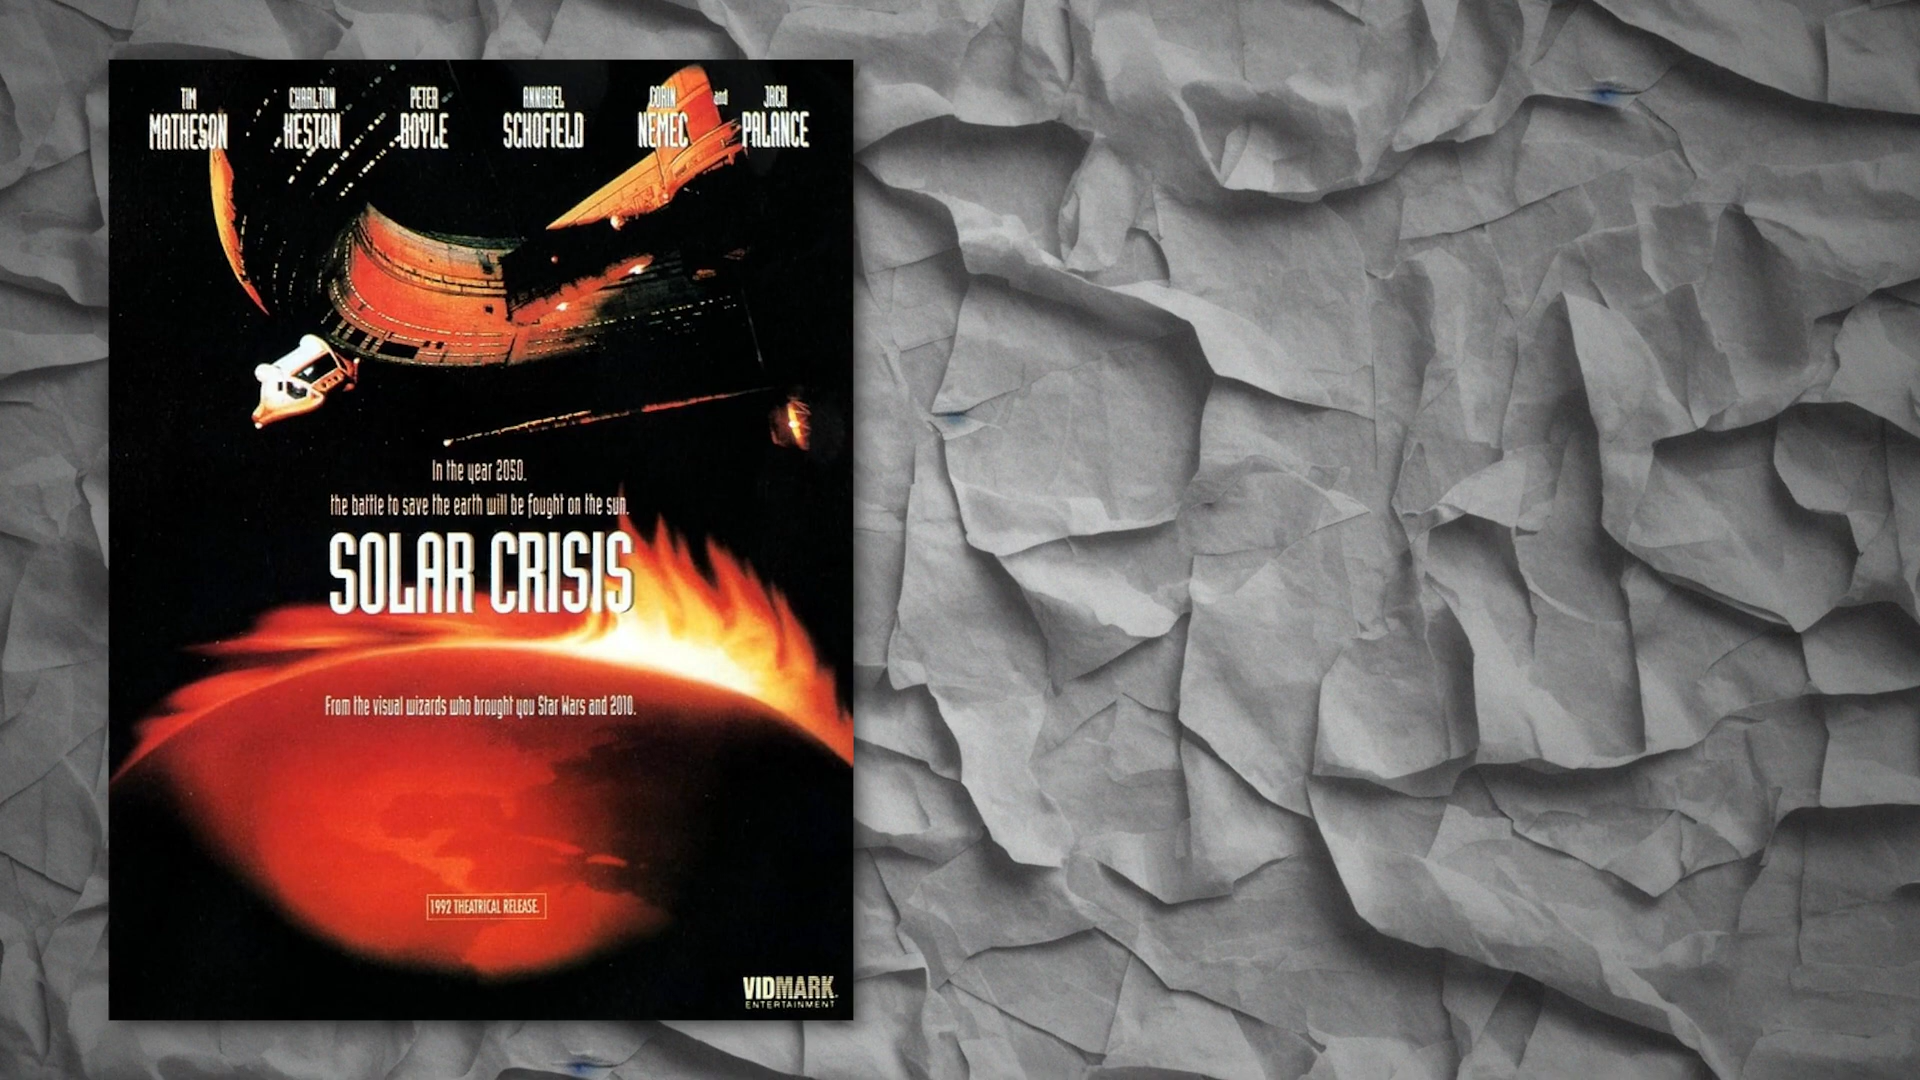 TIM MATHESON CHARLTON HESTON PETER BOYLE ANNABEL SCHOFIELD CORIN NEMEC and JACK PALANCE
In the year 2050.
the battle to save the earth will be fought on the sun.
SOLAR CRISIS
From the visual wizards who brought you Star Wars and 2010.
1992 THEATRICAL RELEASE.
VIDMARK
ENTERTAINMENT